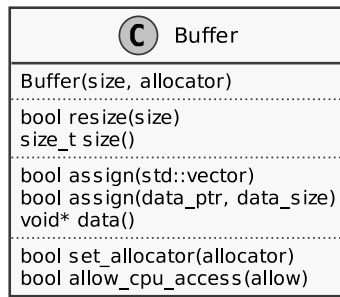 C Buffer
Buffer(size, allocator)
bool resize(size)
size_t size()
bool assign(std::vector)
bool assign(data_ptr, data_size)
void* data()
bool set_allocator(allocator)
bool allow_cpu_access(allow)